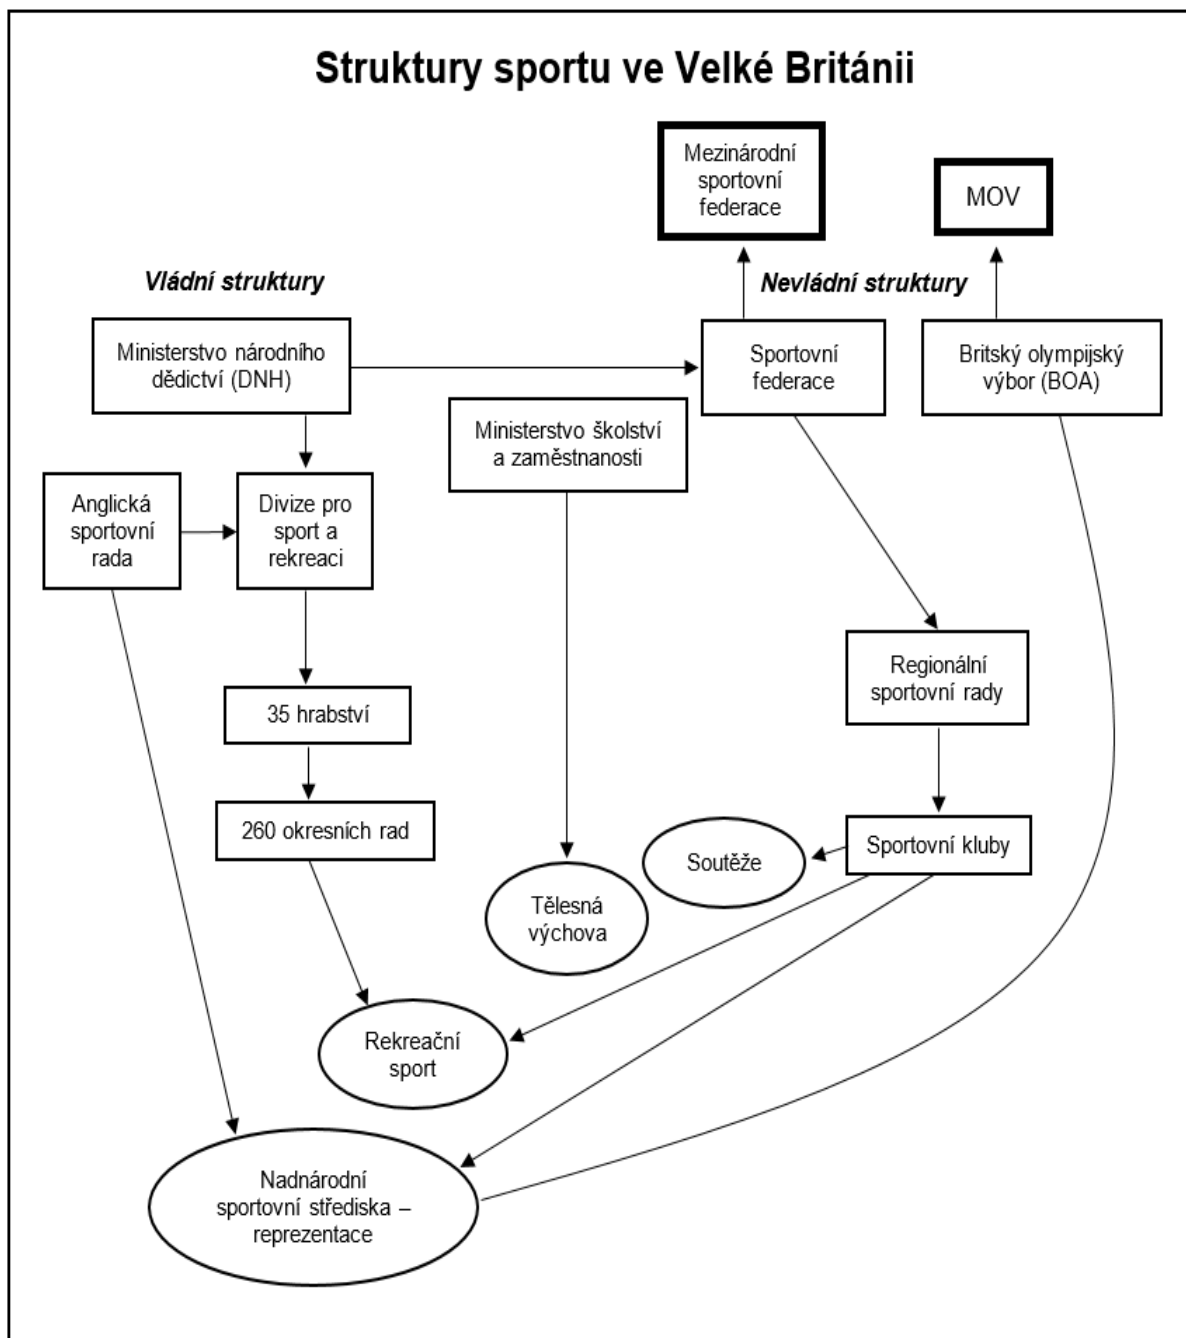 Struktury sportu ve Velké Británii
Mezinárodní
sportovní
federace
MOV
Vládní struktury
Nevládní struktury
Ministerstvo národního
dědictví (DNH)
Sportovní
federace
Britský olympijský
výbor (BOA)
Ministerstvo školství
a zaměstnanosti
Anglická
sportovní
rada
Divize pro
sport a
rekreaci
Regionální
sportovní rady
35 hrabství
260 okresních rad
Soutěže
Sportovní kluby
Tělesná
výchova
Rekreační
sport
Nadnárodní
sportovní střediska –
reprezentace